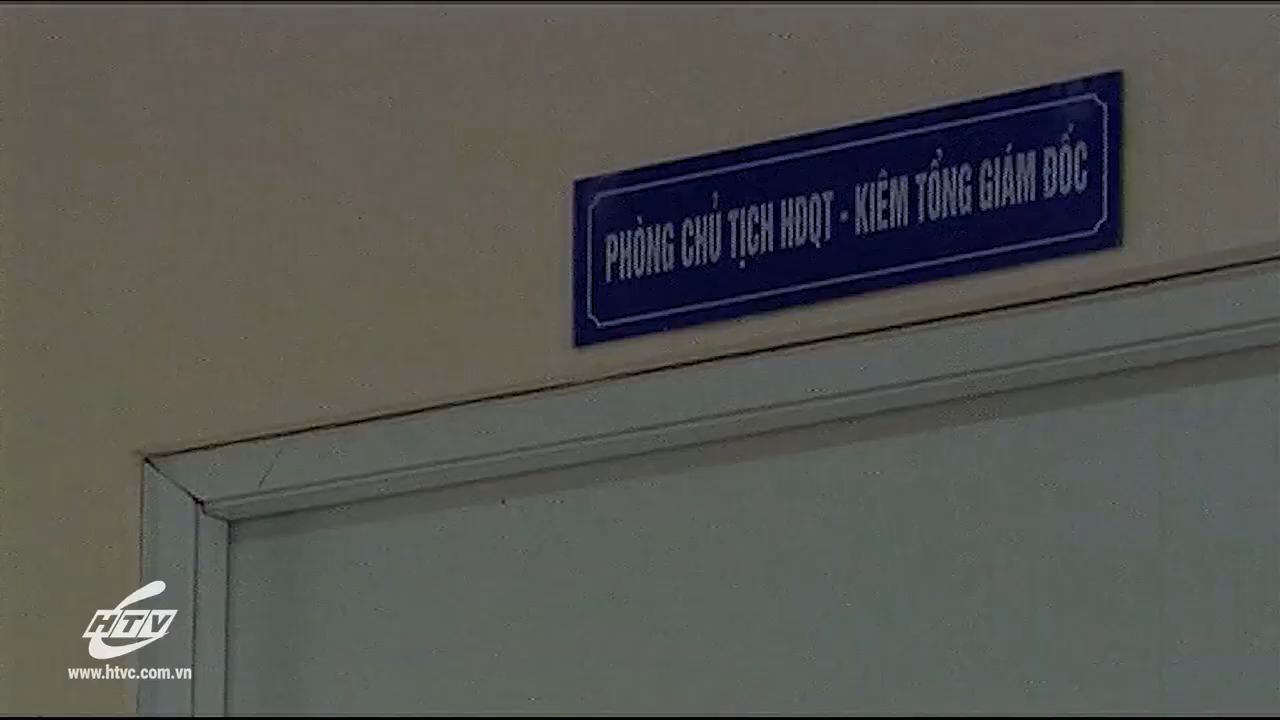 PHÒNG CHỦ TỊCH HĐQT - KIÊM TỔNG GIÁM ĐỐC
HTV
www.htvc.com.vn